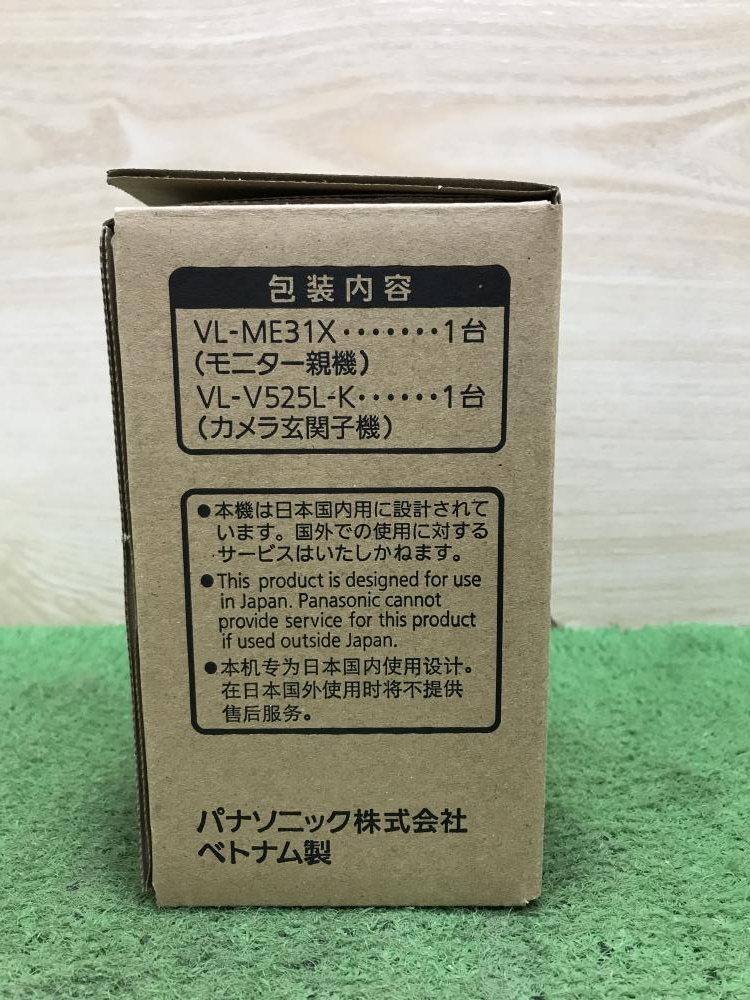 包装内容
VL-ME31X・・・・・・・1台
(モニター親機)
VL-V525L-K・・・・・・1台
(カメラ玄関子機)
●本機は日本国内用に設計されて
います。国外での使用に対する
サービスはいたしかねます。
●This product is designed for use
in Japan. Panasonic cannot
provide service for this product
if used outside Japan.
●本机专为日本国内使用设计。
在日本国外使用时将不提供
售后服务。
パナソニック株式会社
ベトナム製